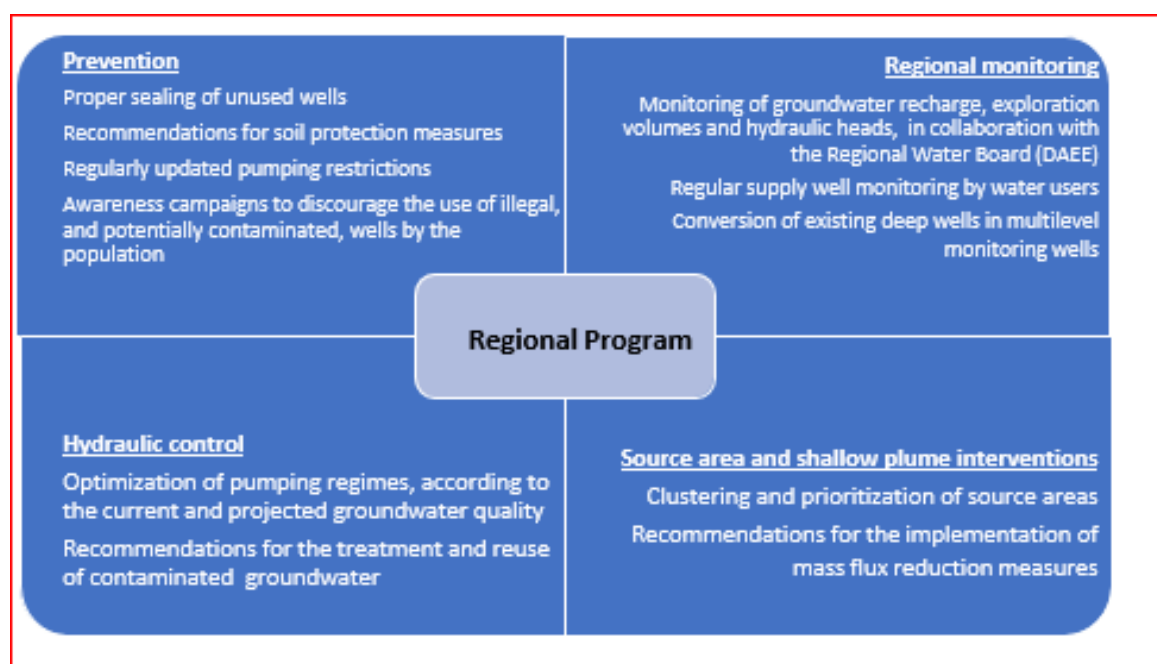 Prevention
Proper sealing of unused wells
Recommendations for soil protection measures
Regularly updated pumping restrictions
Awareness campaigns to discourage the use of illegal,
and potentially contaminated, wells by the
population
Regional monitoring
Monitoring of groundwater recharge, exploration
volumes and hydraulic heads, in collaboration with
the Regional Water Board (DAEE)
Regular supply well monitoring by water users
Conversion of existing deep wells in multilevel
monitoring wells
Regional Program
Hydraulic control
Optimization of pumping regimes, according to
the current and projected groundwater quality
Recommendations for the treatment and reuse
of contaminated groundwater
Source area and shallow plume interventions
Clustering and prioritization of source areas
Recommendations for the implementation of
mass flux reduction measures